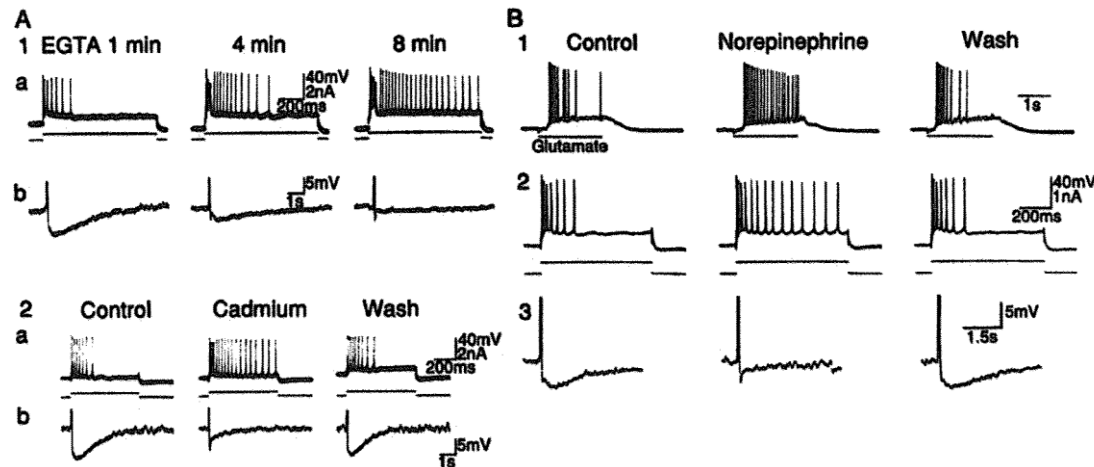 A
1 EGTA 1 min 4 min 8 min
a
40mV
2nA
200ms
b
5mV
1s
2 Control Cadmium Wash
a
40mV
2nA
200ms
b
5mV
1s
B
1 Control Norepinephrine Wash
1s
Glutamate
2
40mV
1nA
200ms
3
5mV
1.5s